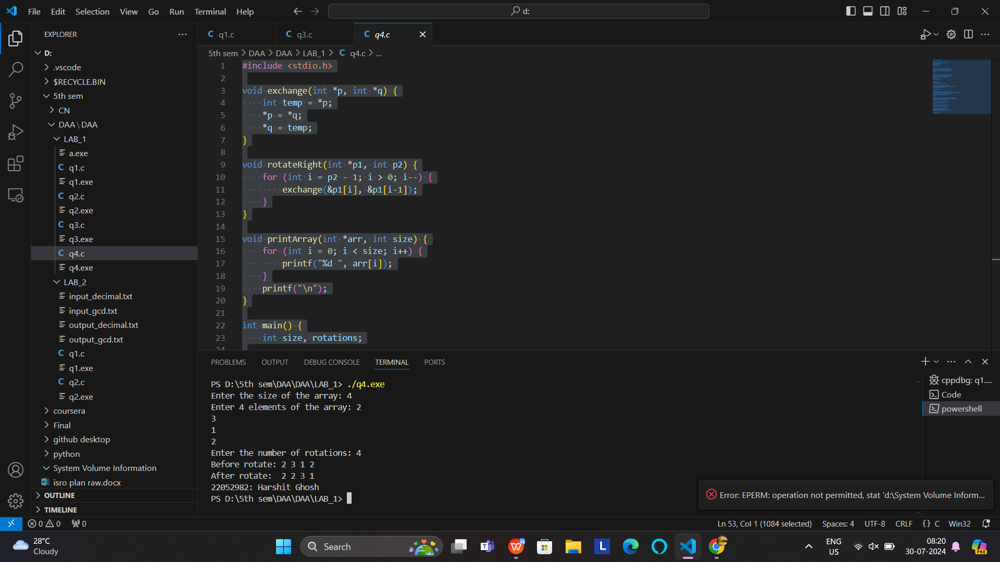 File Edit Selection View Go Run Terminal Help
d:
EXPLORER
D:
.vscode
$RECYCLE.BIN
5th sem
CN
DAA\DAA
LAB_1
a.exe
q1.c
q1.exe
q2.c
q2.exe
q3.c
q3.exe
q4.c
q4.exe
LAB_2
input_decimal.txt
input_gcd.txt
output_decimal.txt
output_gcd.txt
q1.c
q1.exe
q2.c
q2.exe
coursera
Final
github desktop
python
System Volume Information
isro plan raw.docx
OUTLINE
TIMELINE
C q1.c C q3.c C q4.c
5th sem > DAA > DAA > LAB_1 > C q4.c > ...
1 #include <stdio.h>
2
3 void exchange(int *p, int *q) {
4 int temp = *p;
5 *p = *q;
6 *q = temp;
7 }
8
9 void rotateRight(int *p1, int p2) {
10 for (int i = p2 - 1; i > 0; i--) {
11 exchange(&p1[i], &p1[i-1]);
12 }
13 }
14
15 void printArray(int *arr, int size) {
16 for (int i = 0; i < size; i++) {
17 printf("%d ", arr[i]);
18 }
19 printf("\n");
20 }
21
22 int main() {
23 int size, rotations;
24
PROBLEMS OUTPUT DEBUG CONSOLE TERMINAL PORTS
PS D:\5th sem\DAA\DAA\LAB_1> ./q4.exe
Enter the size of the array: 4
Enter 4 elements of the array: 2
3
1
2
Enter the number of rotations: 4
Before rotate: 2 3 1 2
After rotate:  2 2 3 1
22052982: Harshit Ghosh
PS D:\5th sem\DAA\DAA\LAB_1>
cppdbg: q1....
Code
powershell
Error: EPERM: operation not permitted, stat 'd:\System Volume Inform...
0 0 0
Ln 53, Col 1 (1084 selected) Spaces: 4 UTF-8 CRLF {} C Win32
28°C
Cloudy
Search
ENG
US
08:20
30-07-2024
PRE